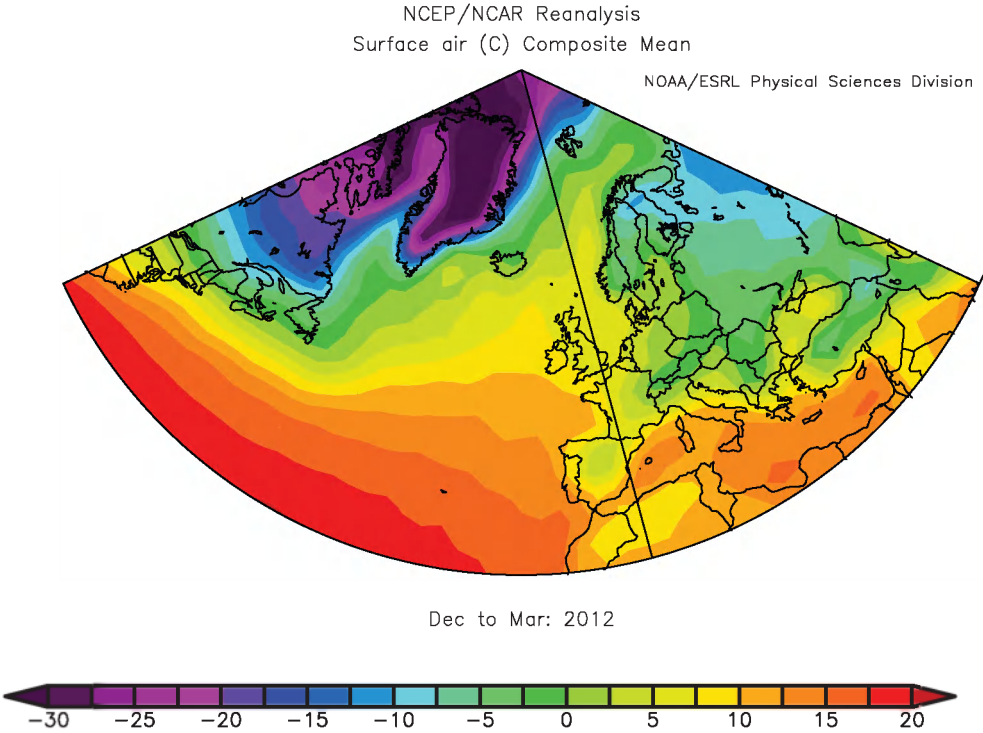 NCEP/NCAR Reanalysis
Surface air (C) Composite Mean
NOAA/ESRL Physical Sciences Division
Dec to Mar: 2012
−30 −25 −20 −15 −10 −5 0 5 10 15 20